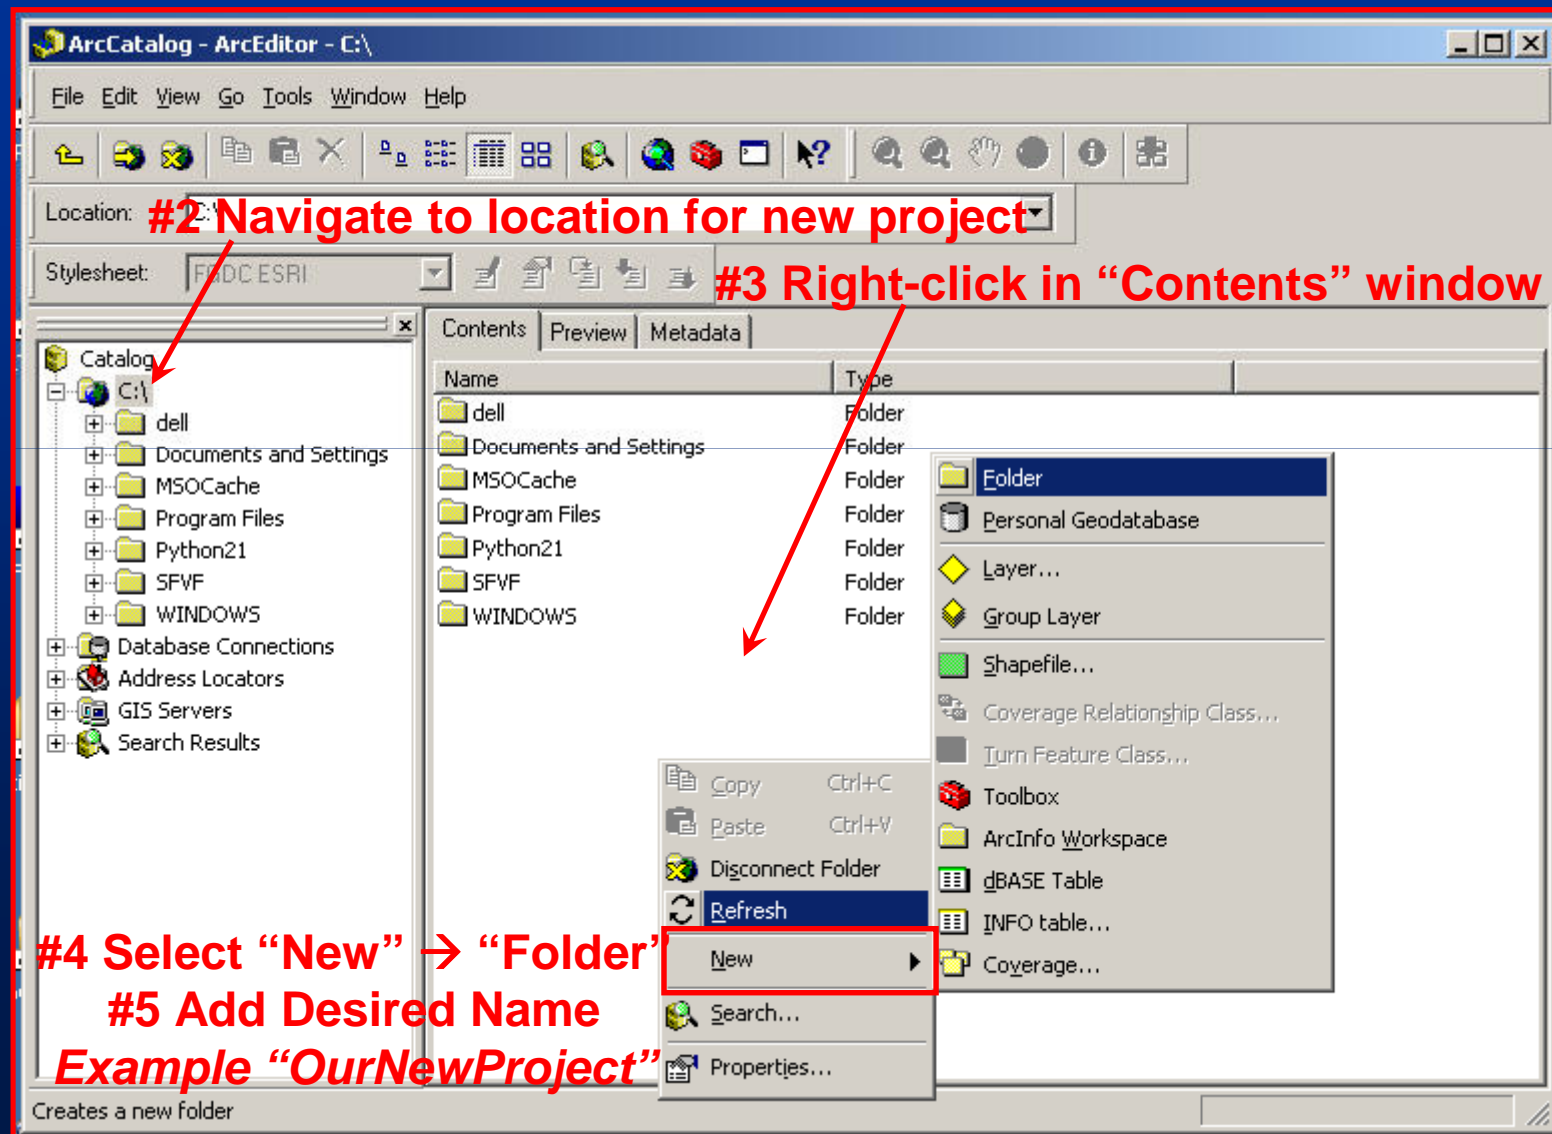 ArcCatalog - ArcEditor - C:\
File Edit View Go Tools Window Help
Location:
#2 Navigate to location for new project
Stylesheet: FGDC ESRI
#3 Right-click in “Contents” window
Contents Preview Metadata
Catalog
C:\
dell
Documents and Settings
MSOCache
Program Files
Python21
SFVF
WINDOWS
Database Connections
Address Locators
GIS Servers
Search Results
Name Type
dell Folder
Documents and Settings Folder
MSOCache Folder
Program Files Folder
Python21 Folder
SFVF Folder
WINDOWS Folder
Folder
Personal Geodatabase
Layer...
Group Layer
Shapefile...
Coverage Relationship Class...
Turn Feature Class...
Toolbox
ArcInfo Workspace
dBASE Table
INFO table...
Coverage...
Copy Ctrl+C
Paste Ctrl+V
Disconnect Folder
Refresh
New
Search...
Properties...
#4 Select “New” → “Folder”
#5 Add Desired Name
Example “OurNewProject”
Creates a new folder